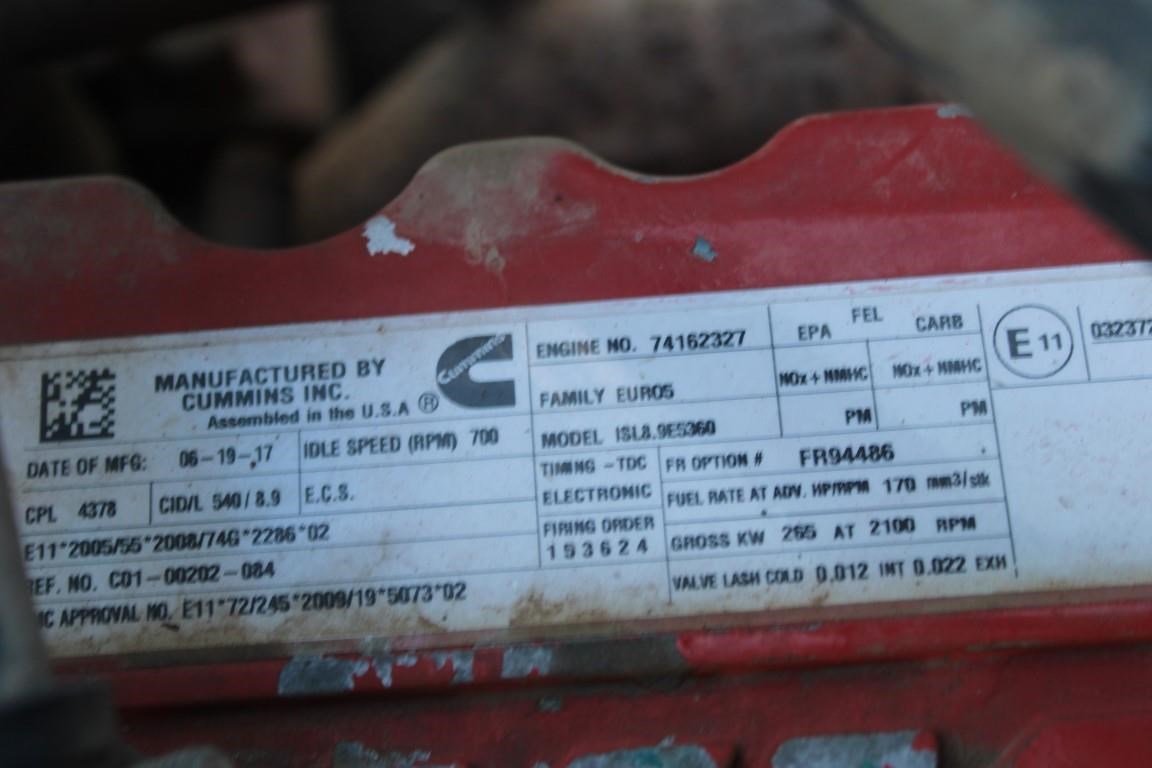 MANUFACTURED BY
CUMMINS INC.
Assembled in the U.S.A ®
Cummins
DATE OF MFG: 06-19-17
IDLE SPEED (RPM) 700
CPL 4378
CID/L 540/8.9
E.C.S.
E11*2005/55*2008/74G*2286*02
REF. NO. C01-00202-084
APPROVAL NO. E11*72/245*2009/19*5073*02
ENGINE NO. 74162327
FAMILY EURO5
MODEL ISL8.9E5360
TIMING -TDC
ELECTRONIC
FIRING ORDER
153624
EPA FEL CARB
NOx+NMHC NOx+NMHC
PM PM
FR OPTION # FR94486
FUEL RATE AT ADV. HP/RPM 170 mm3/stk
GROSS KW 265 AT 2100 RPM
VALVE LASH COLD 0.012 INT 0.022 EXH
E 11
032372